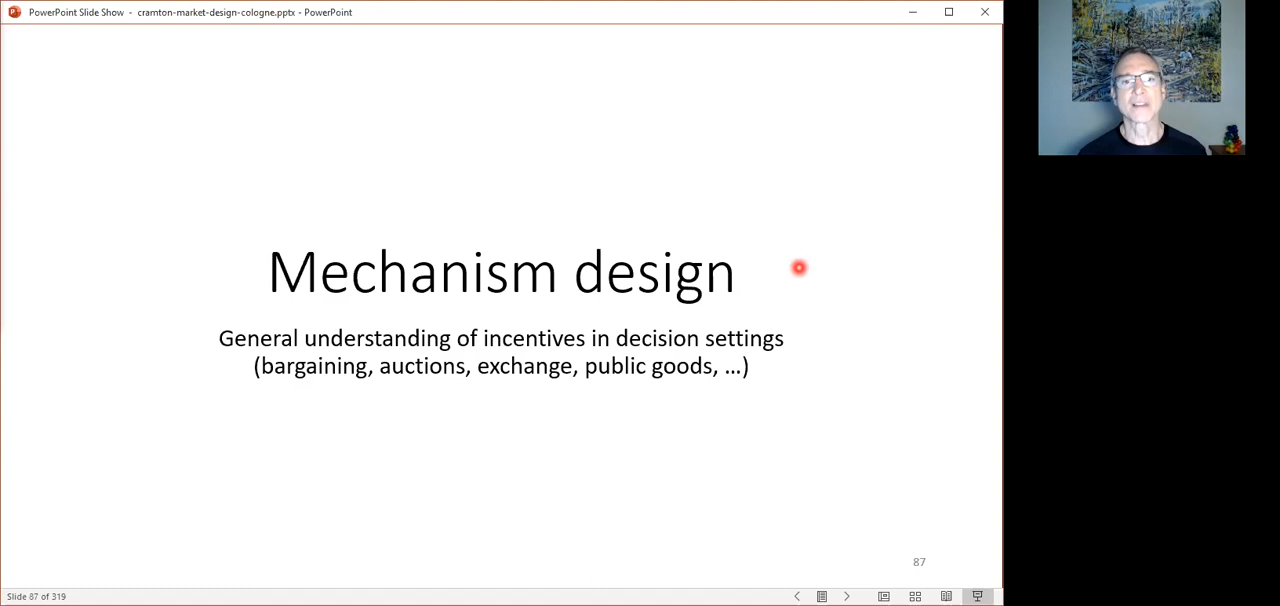 PowerPoint Slide Show - cramton-market-design-cologne.pptx - PowerPoint
Mechanism design
General understanding of incentives in decision settings
(bargaining, auctions, exchange, public goods, …)
87
Slide 87 of 319